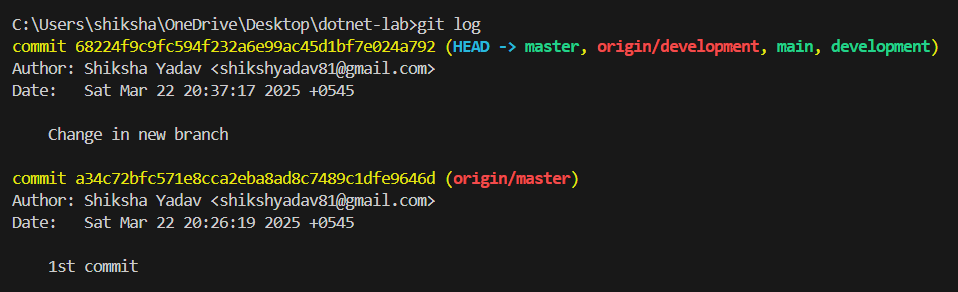 C:\Users\shiksha\OneDrive\Desktop\dotnet-lab>git log
commit 68224f9c9fc594f232a6e99ac45d1bf7e024a792 (HEAD -> master, origin/development, main, development)
Author: Shiksha Yadav <shikshyadav81@gmail.com>
Date:   Sat Mar 22 20:37:17 2025 +0545

    Change in new branch

commit a34c72bfc571e8cca2eba8ad8c7489c1dfe9646d (origin/master)
Author: Shiksha Yadav <shikshyadav81@gmail.com>
Date:   Sat Mar 22 20:26:19 2025 +0545

    1st commit